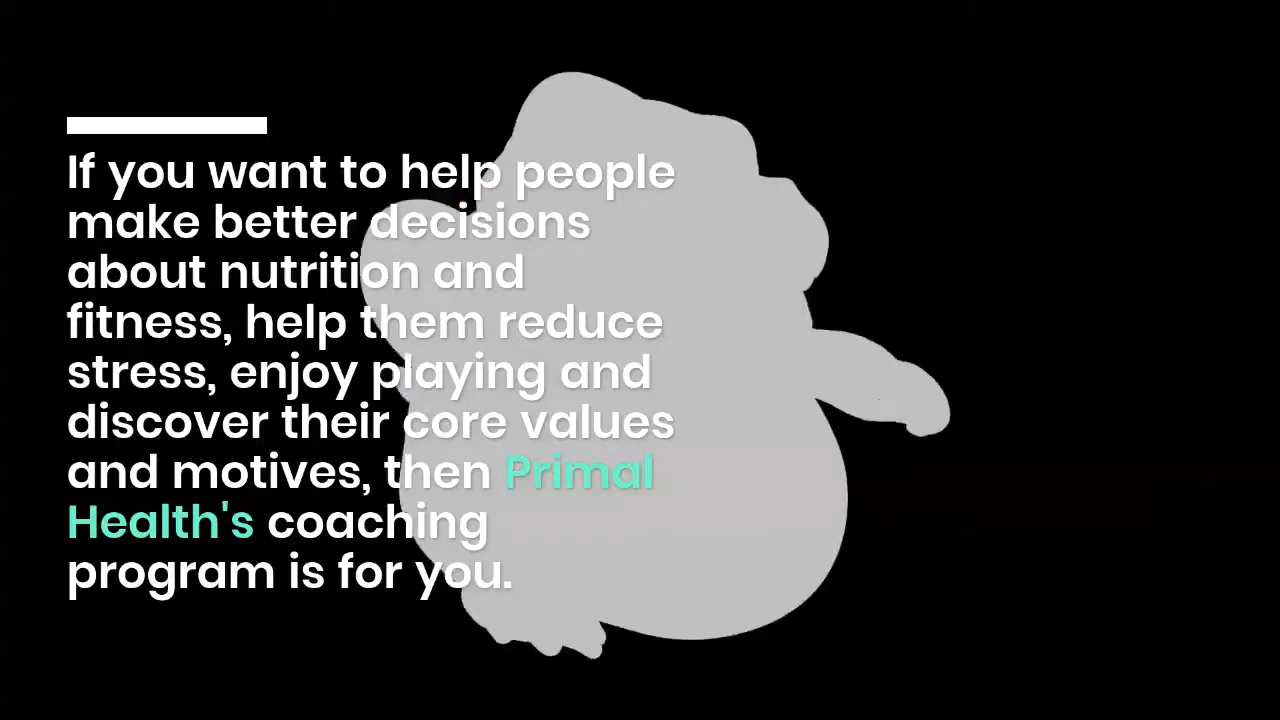 If you want to help people
make better decisions
about nutrition and
fitness, help them reduce
stress, enjoy playing and
discover their core values
and motives, then Primal
Health's coaching
program is for you.